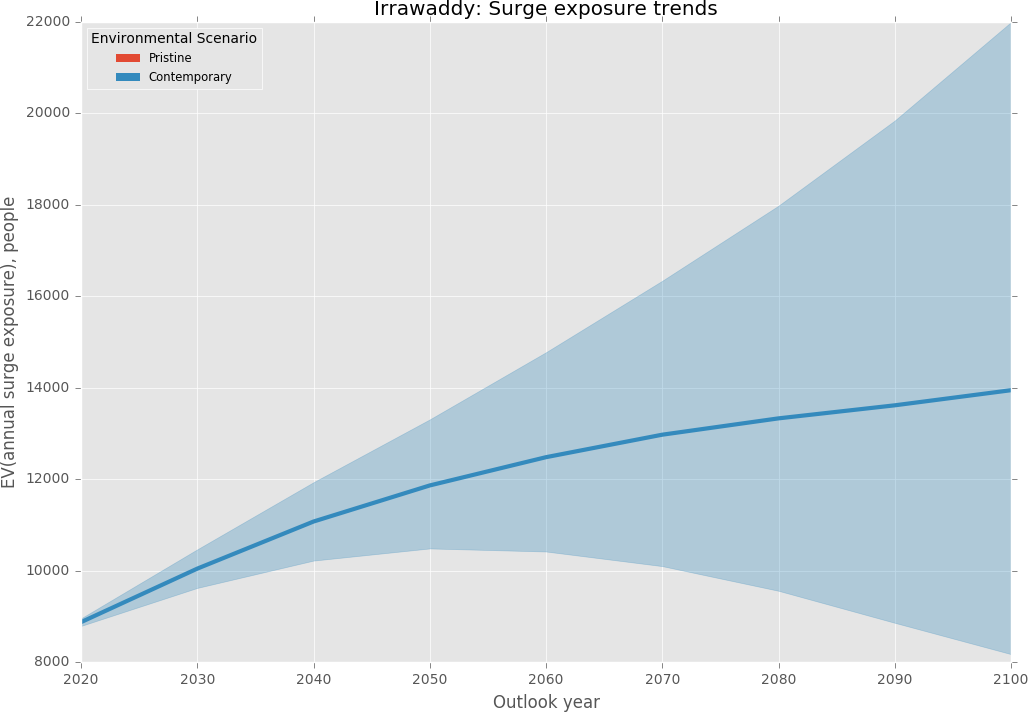 Irrawaddy: Surge exposure trends
Environmental Scenario
Pristine
Contemporary
EV(annual surge exposure), people
22000
20000
18000
16000
14000
12000
10000
8000
2020 2030 2040 2050 2060 2070 2080 2090 2100
Outlook year